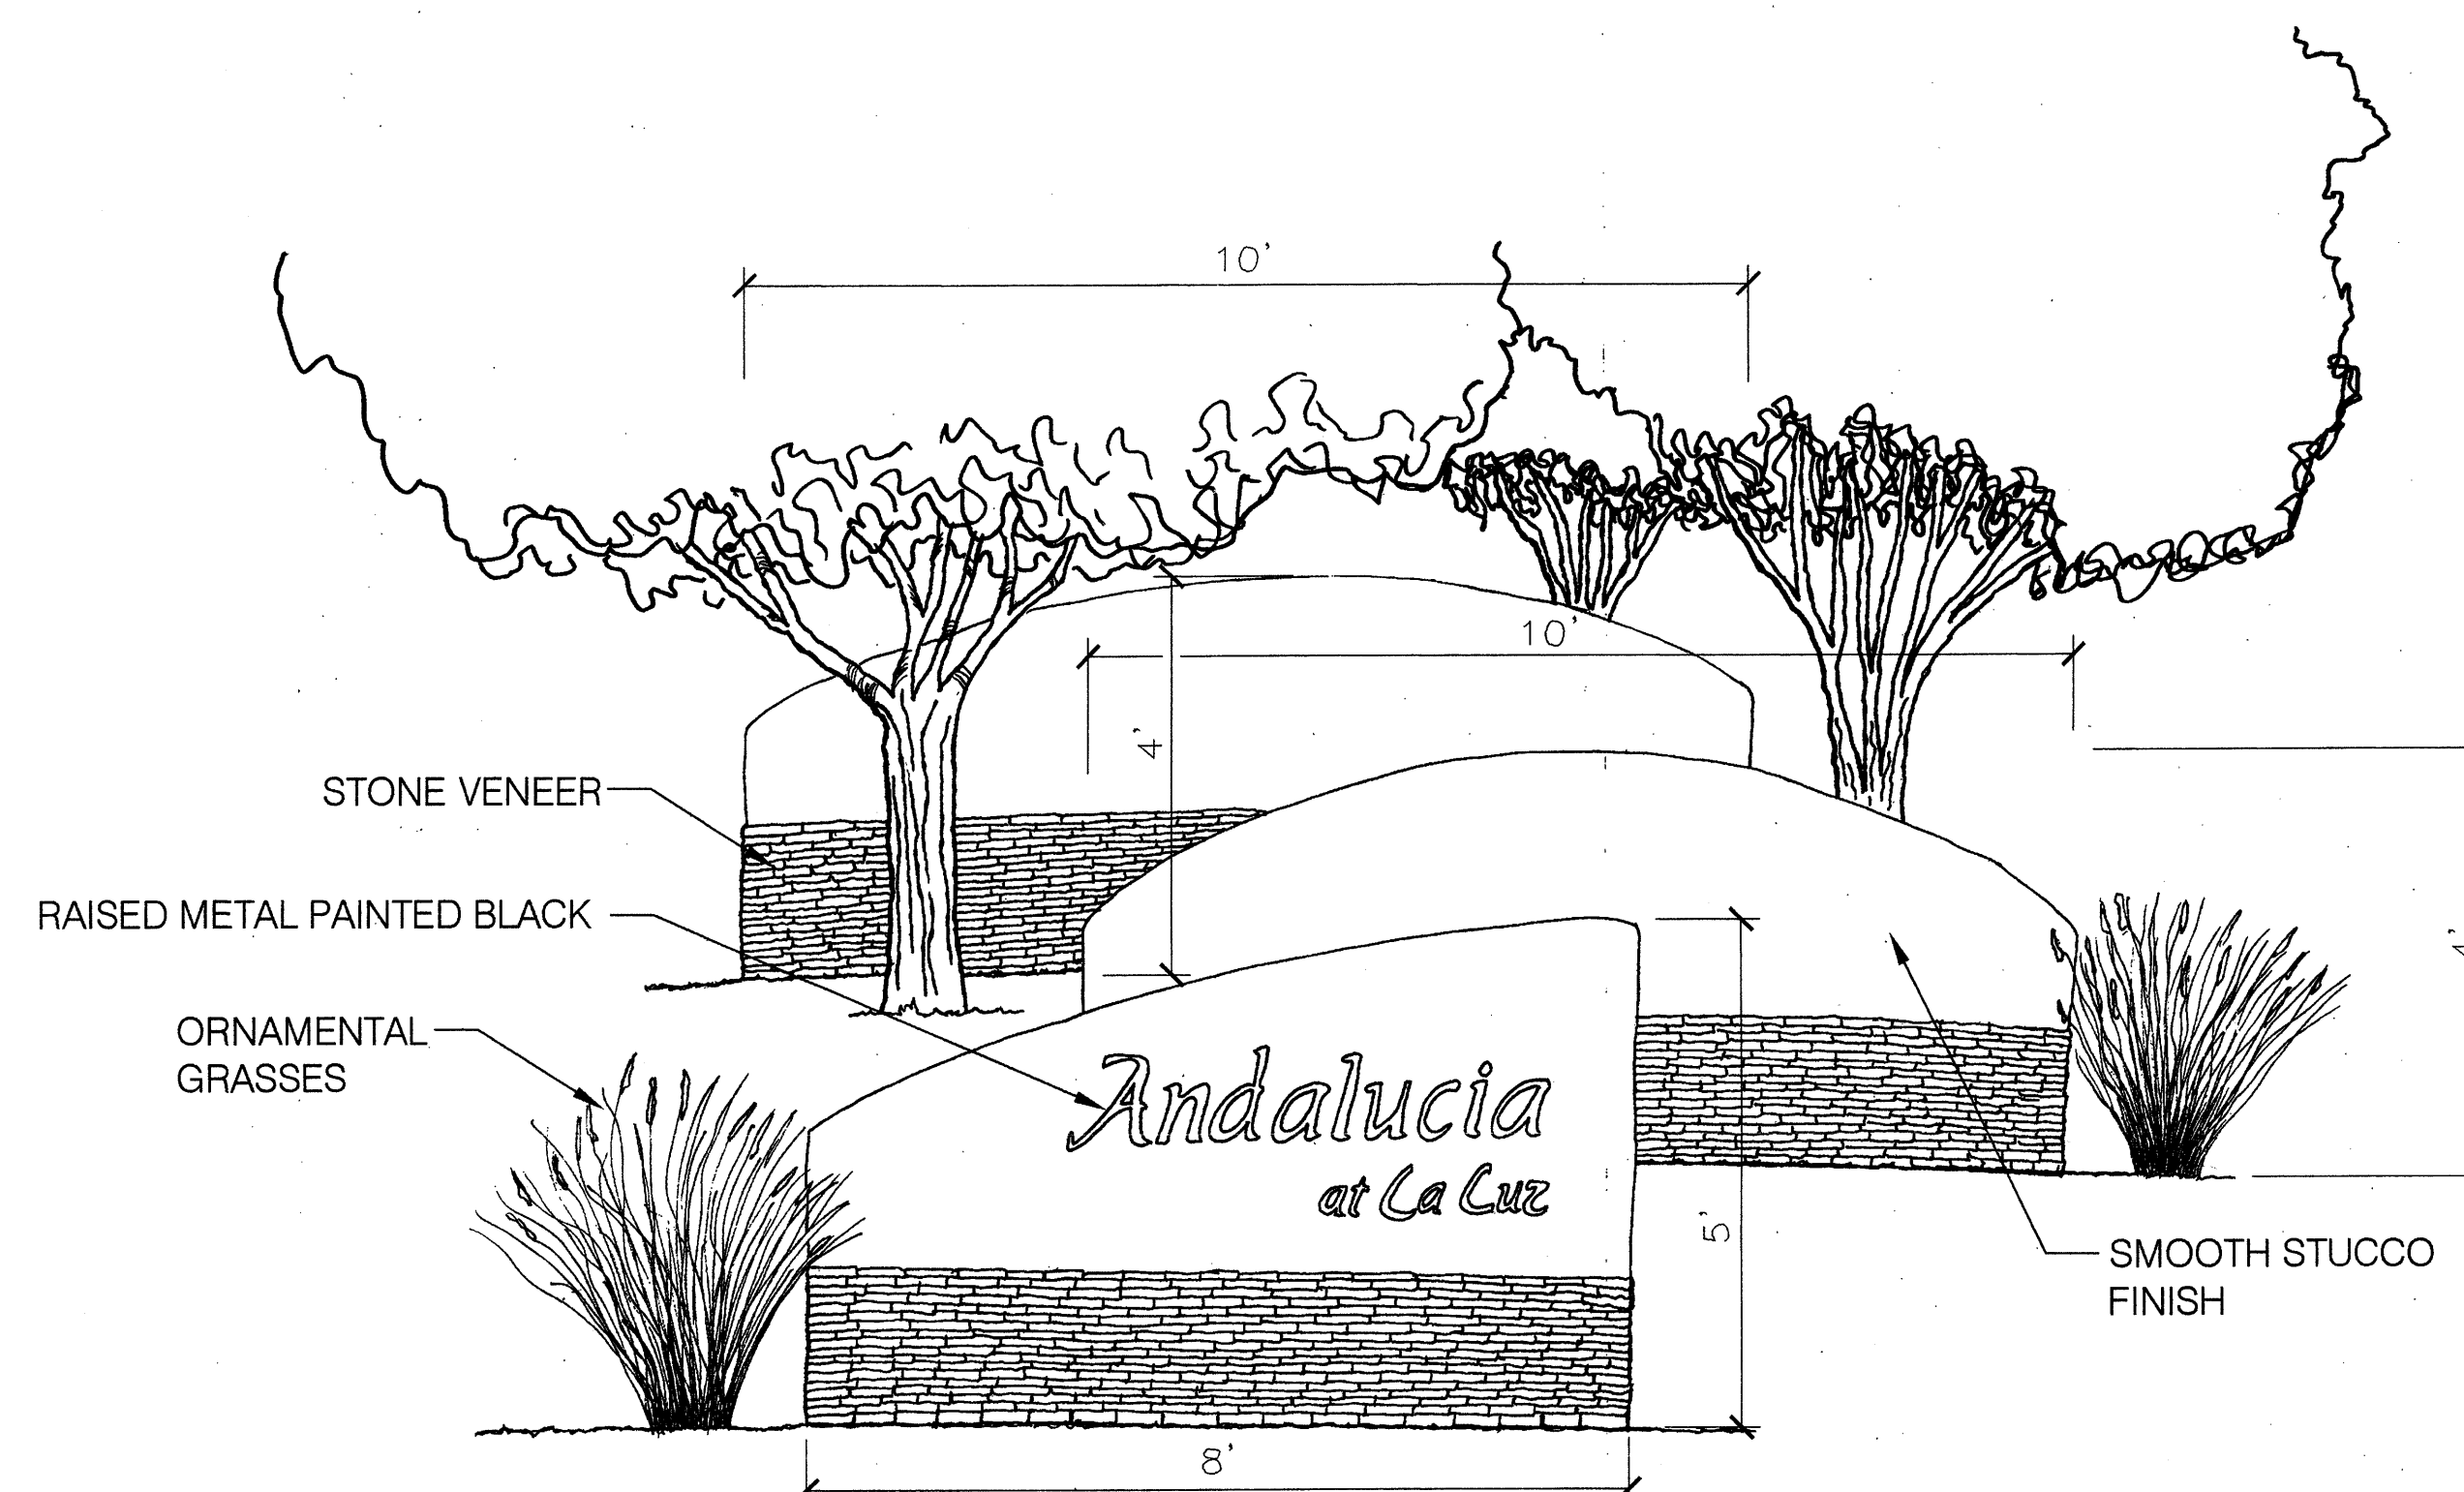 10'
10'
4'
STONE VENEER
RAISED METAL PAINTED BLACK
ORNAMENTAL
GRASSES
Andalucia
at La Luz
5'
SMOOTH STUCCO
FINISH
8'